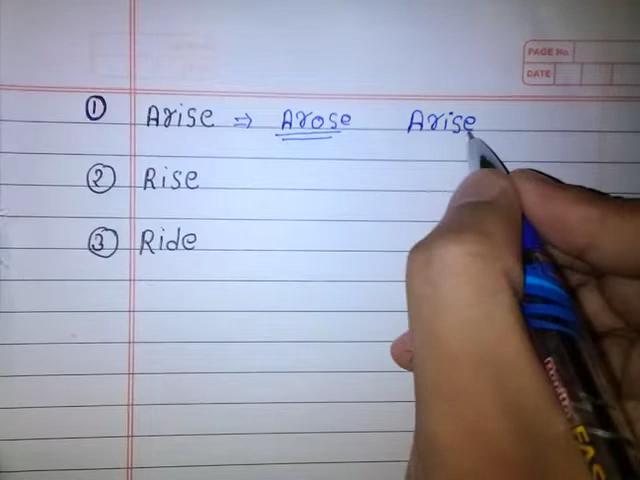 PAGE No.
DATE
1 Arise ⇒ Arose Arise
2 Rise
3 Ride